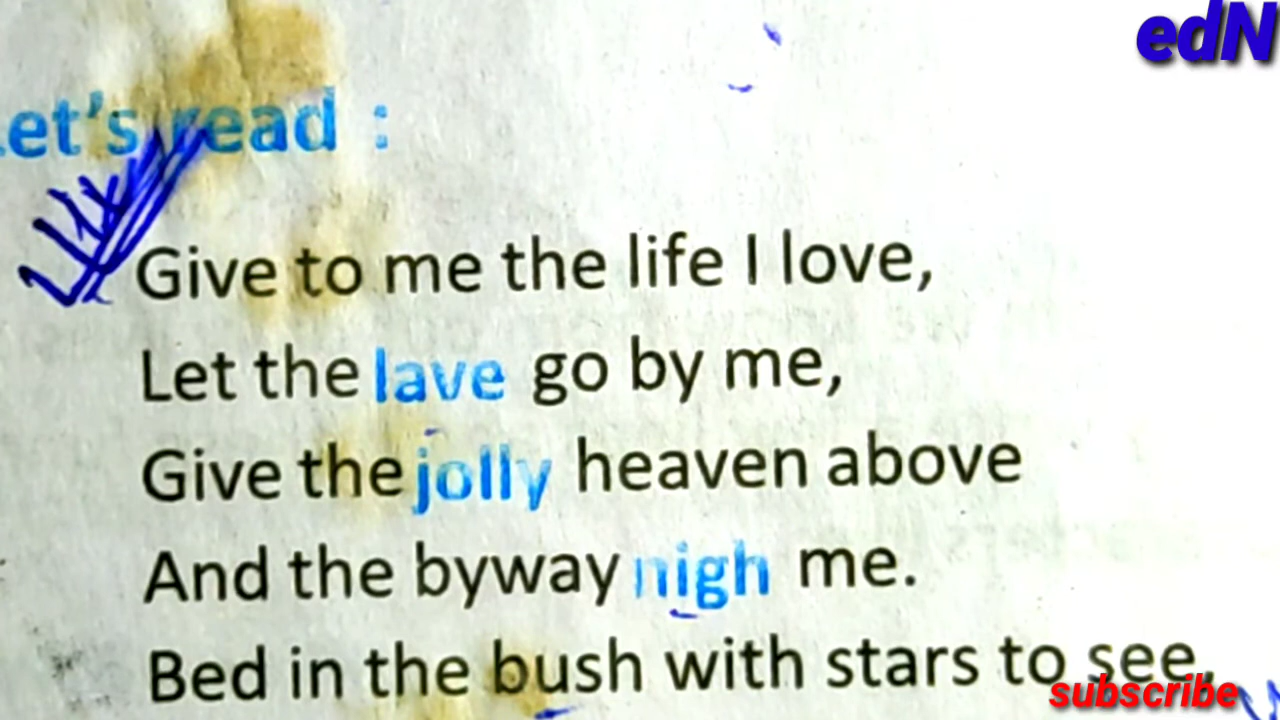 edN
Let's read :
Give to me the life I love,
Let the lave go by me,
Give the jolly heaven above
And the byway nigh me.
Bed in the bush with stars to see,
subscribe